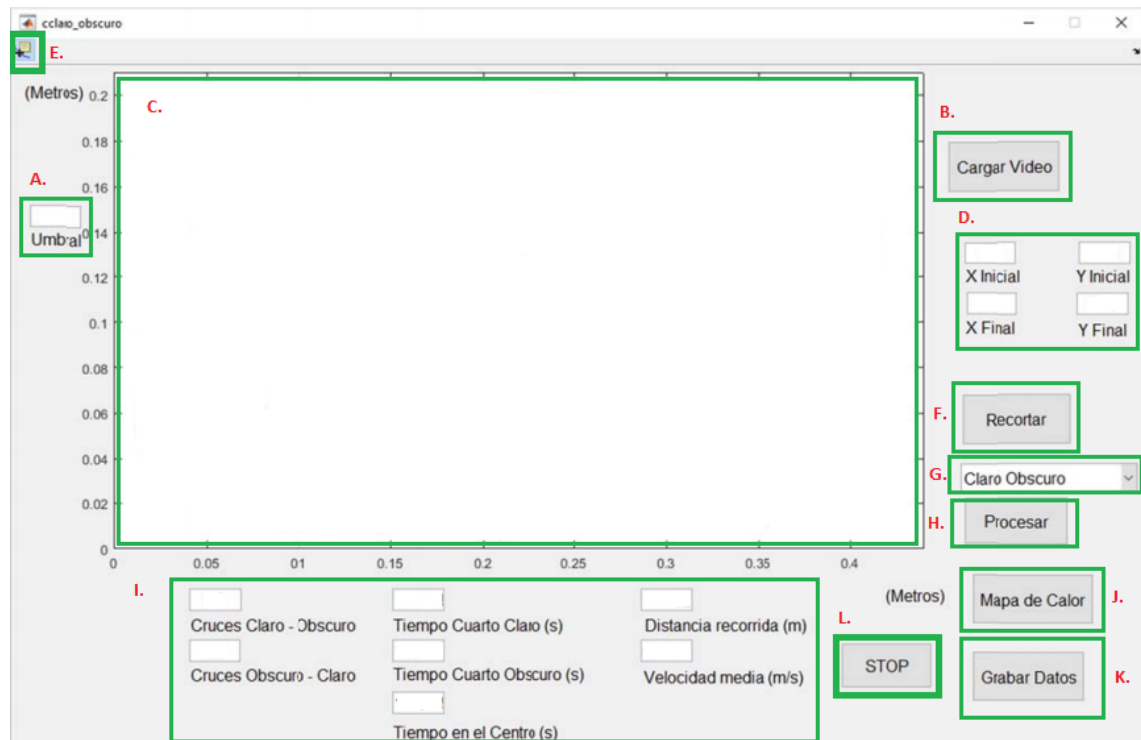 cclaro_obscuro
E.
(Metros)
0.2
C.
B.
0.18
Cargar Video
A.
0.16
D.
Umbral
0.14
X Inicial Y Inicial
0.12
X Final Y Final
0.1
0.08
F.
0.06
Recortar
0.04
G.
Claro Obscuro
0.02
H.
Procesar
0
0 0.05 01 0.15 0.2 0.25 0.3 0.35 0.4
I.
(Metros)
Mapa de Calor
J.
Cruces Claro - Obscuro Tiempo Cuarto Claro (s) Distancia recorrida (m)
L.
STOP
Cruces Obscuro - Claro Tiempo Cuarto Obscuro (s) Velocidad media (m/s)
Grabar Datos
K.
Tiempo en el Centro (s)